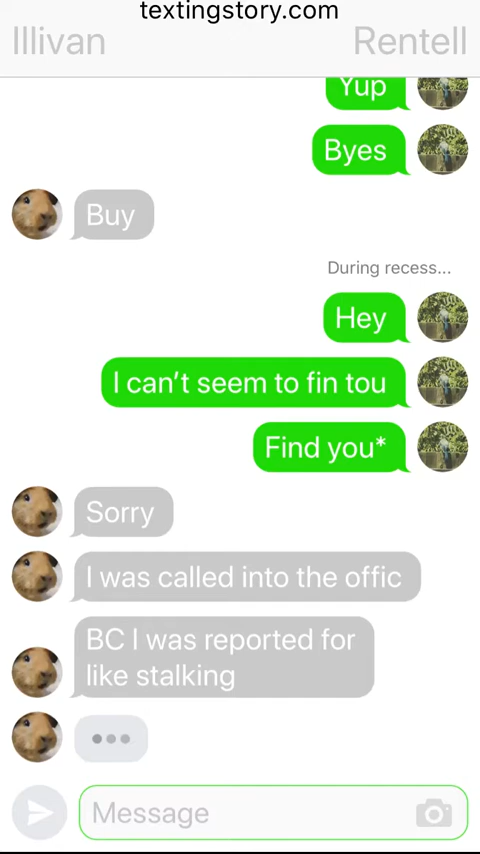 textingstory.com
Illivan Rentell
Yup
Byes
Buy
During recess...
Hey
I can't seem to fin tou
Find you*
Sorry
I was called into the offic
BC I was reported for
like stalking
Message